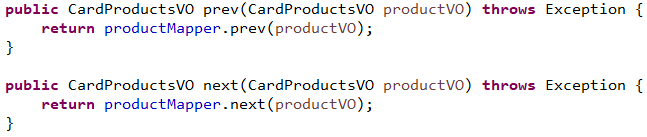 public CardProductsVO prev(CardProductsVO productVO) throws Exception {
    return productMapper.prev(productVO);
}

public CardProductsVO next(CardProductsVO productVO) throws Exception {
    return productMapper.next(productVO);
}